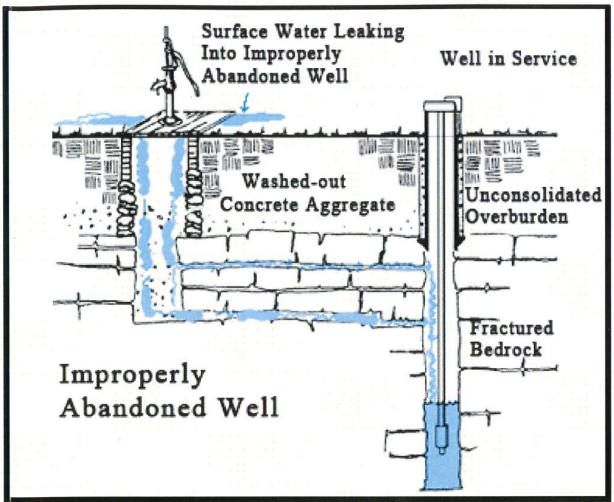 Surface Water Leaking
Into Improperly
Abandoned Well
Well in Service
Washed-out
Concrete Aggregate
Unconsolidated
Overburden
Fractured
Bedrock
Improperly
Abandoned Well